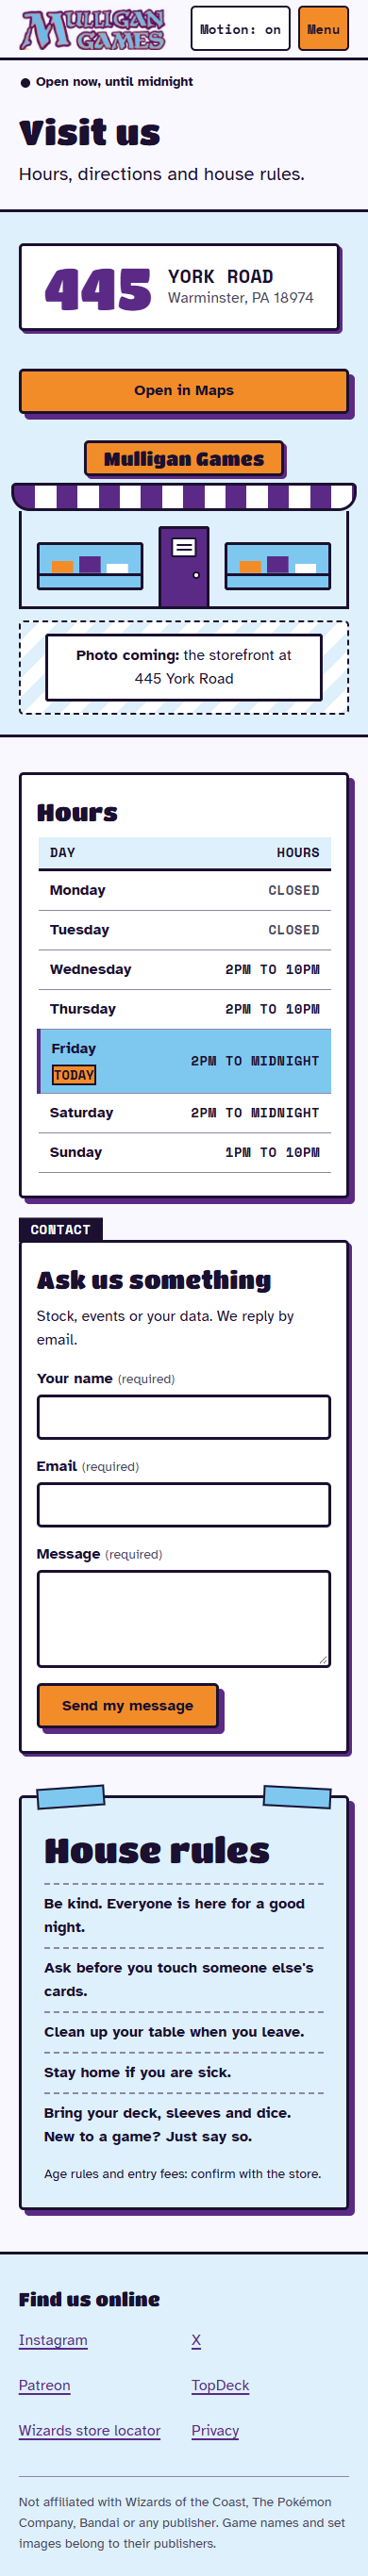 Mulligan Games
Motion: on
Menu
Open now, until midnight
Visit us
Hours, directions and house rules.
445
YORK ROAD
Warminster, PA 18974
Open in Maps
Mulligan Games
Photo coming: the storefront at
445 York Road
Hours
DAY HOURS
Monday CLOSED
Tuesday CLOSED
Wednesday 2PM TO 10PM
Thursday 2PM TO 10PM
Friday
TODAY
2PM TO MIDNIGHT
Saturday 2PM TO MIDNIGHT
Sunday 1PM TO 10PM
CONTACT
Ask us something
Stock, events or your data. We reply by
email.
Your name (required)
Email (required)
Message (required)
Send my message
House rules
Be kind. Everyone is here for a good
night.
Ask before you touch someone else's
cards.
Clean up your table when you leave.
Stay home if you are sick.
Bring your deck, sleeves and dice.
New to a game? Just say so.
Age rules and entry fees: confirm with the store.
Find us online
Instagram X
Patreon TopDeck
Wizards store locator Privacy
Not affiliated with Wizards of the Coast, The Pokémon
Company, Bandai or any publisher. Game names and set
images belong to their publishers.